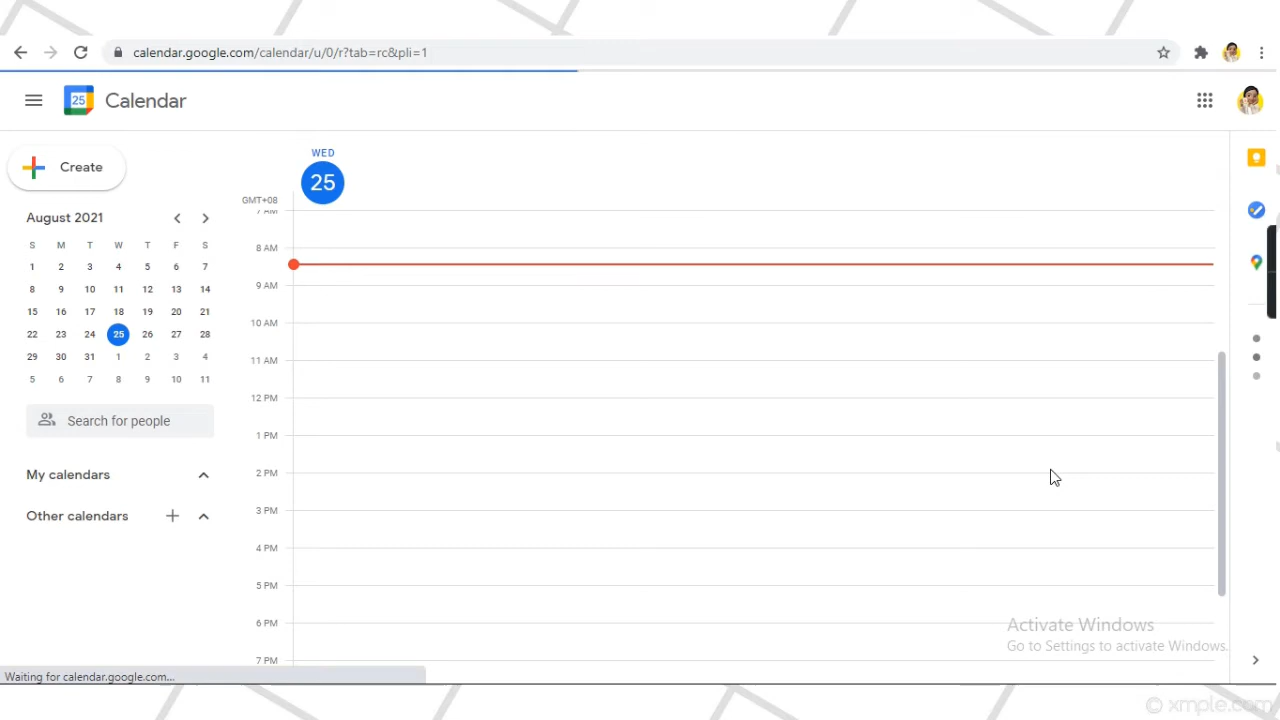 calendar.google.com/calendar/u/0/r?tab=rc&pli=1
25 Calendar
Create
WED
25
GMT+08
August 2021
S M T W T F S
1 2 3 4 5 6 7
8 9 10 11 12 13 14
15 16 17 18 19 20 21
22 23 24 25 26 27 28
29 30 31 1 2 3 4
5 6 7 8 9 10 11
Search for people
My calendars
Other calendars
7 AM
8 AM
9 AM
10 AM
11 AM
12 PM
1 PM
2 PM
3 PM
4 PM
5 PM
6 PM
7 PM
Activate Windows
Go to Settings to activate Windows.
Waiting for calendar.google.com...
© xmple.com